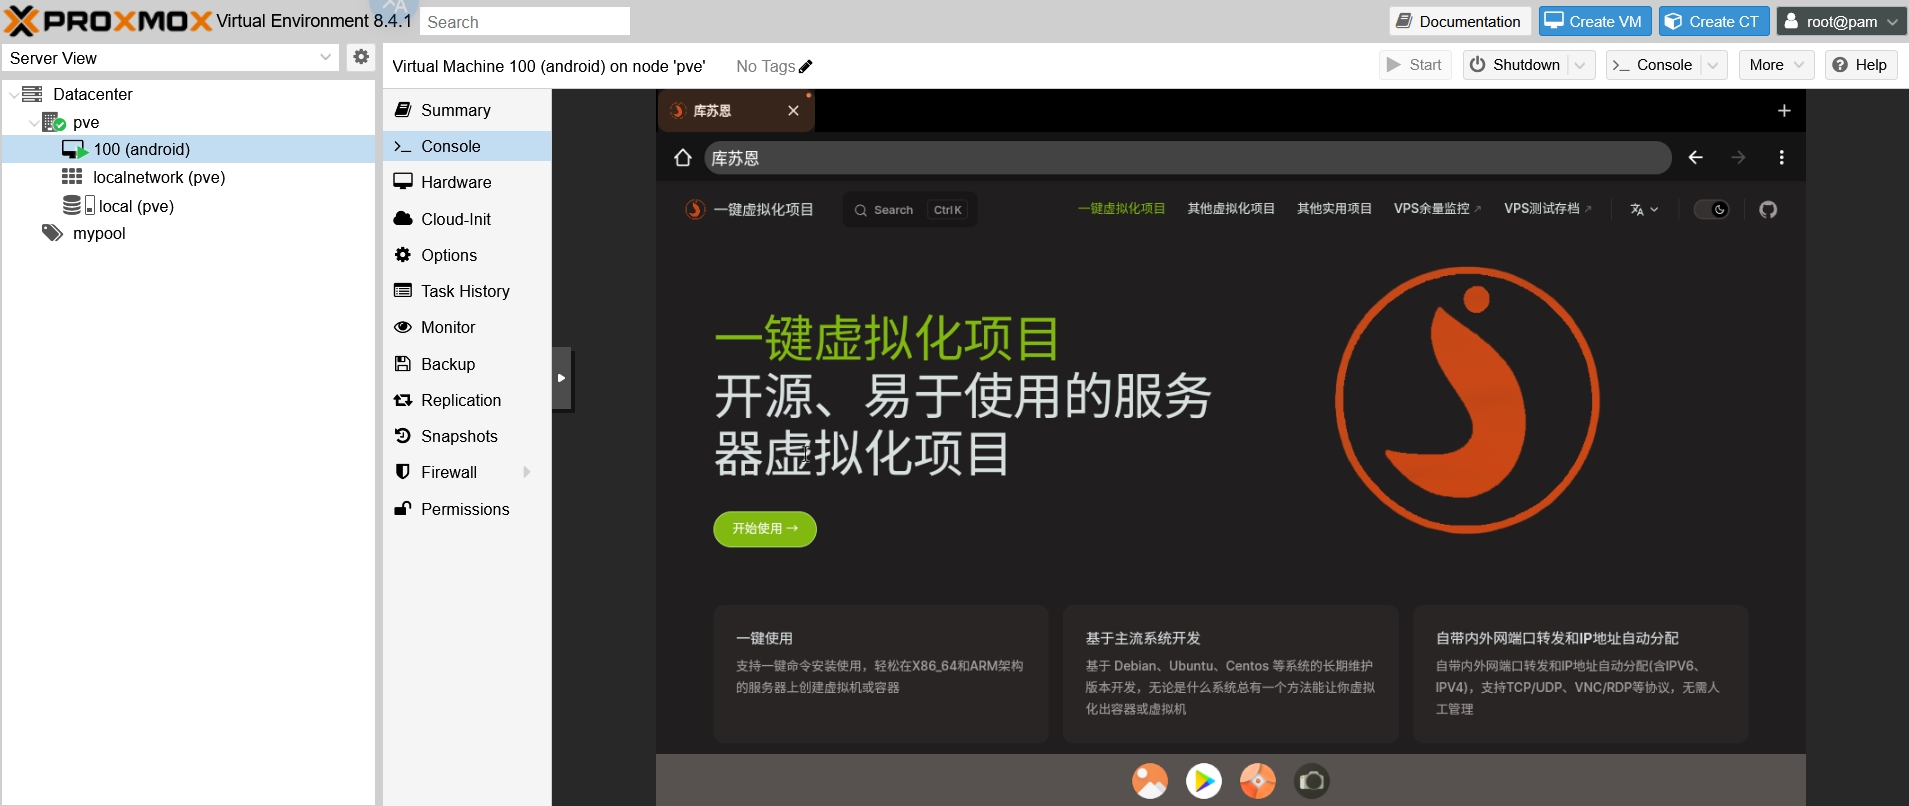 PROXMOX Virtual Environment 8.4.1 Search Documentation Create VM Create CT root@pam
Server View
Virtual Machine 100 (android) on node 'pve' No Tags Start Shutdown Console More Help
Datacenter
pve
100 (android)
localnetwork (pve)
local (pve)
mypool
Summary
Console
Hardware
Cloud-Init
Options
Task History
Monitor
Backup
Replication
Snapshots
Firewall
Permissions
库苏恩
库苏恩
一键虚拟化项目 Search Ctrl K 一键虚拟化项目 其他虚拟化项目 其他实用项目 VPS余量监控 VPS测试存档
一键虚拟化项目
开源、易于使用的服务
器虚拟化项目
开始使用 →
一键使用
支持一键命令安装使用，轻松在X86_64和ARM架构
的服务器上创建虚拟机或容器
基于主流系统开发
基于 Debian、Ubuntu、Centos 等系统的长期维护
版本开发，无论是什么系统总有一个方法能让你虚拟
化出容器或虚拟机
自带内外网端口转发和IP地址自动分配
自带内外网端口转发和IP地址自动分配(含IPV6、
IPV4)，支持TCP/UDP、VNC/RDP等协议，无需人
工管理